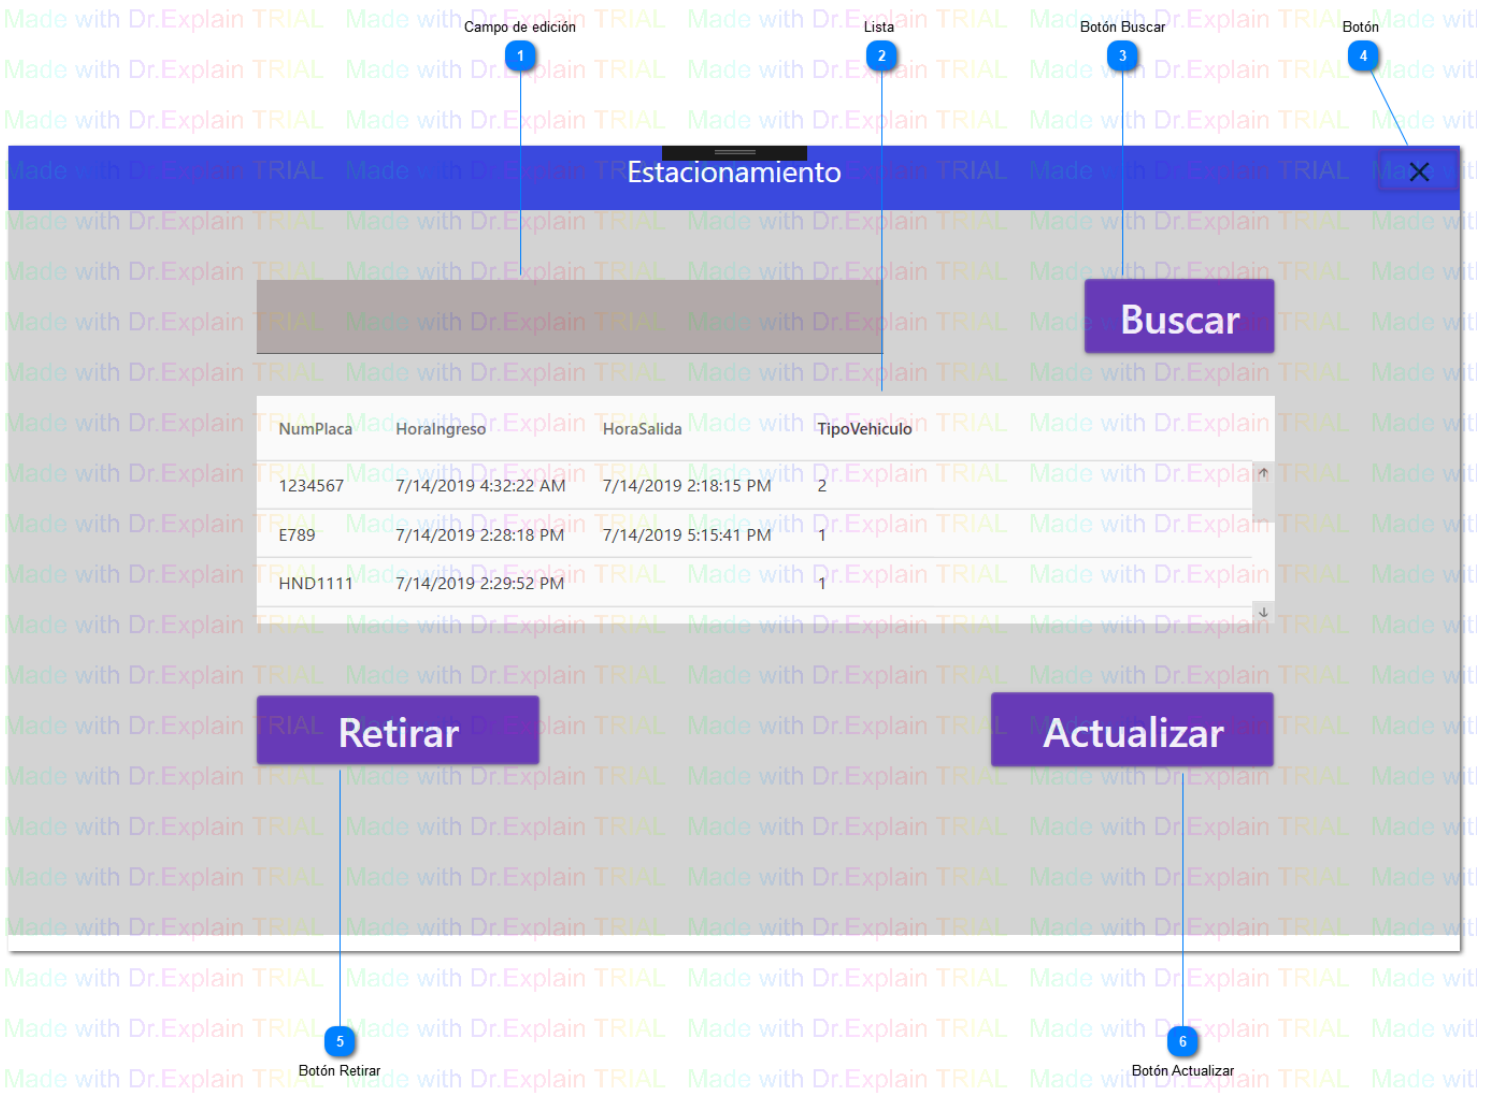 Campo de edición
Lista
Botón Buscar
Botón
1
2
3
4
Estacionamiento
Buscar
NumPlaca HoraIngreso HoraSalida TipoVehiculo
1234567 7/14/2019 4:32:22 AM 7/14/2019 2:18:15 PM 2
E789 7/14/2019 2:28:18 PM 7/14/2019 5:15:41 PM 1
HND1111 7/14/2019 2:29:52 PM 1
Retirar
Actualizar
5
6
Botón Retirar
Botón Actualizar
Made with Dr.Explain TRIAL